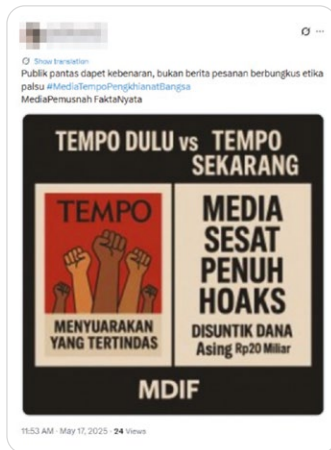 Show translation
Publik pantas dapet kebenaran, bukan berita pesanan berbungkus etika
palsu #MediaTempoPengkhianatBangsa
MediaPemusnah FaktaNyata
TEMPO DULU vs TEMPO
SEKARANG
TEMPO
MENYUARAKAN
YANG TERTINDAS
MEDIA
SESAT
PENUH
HOAKS
DISUNTIK DANA
Asing Rp20 Miliar
MDIF
11:53 AM · May 17, 2025 · 24 Views